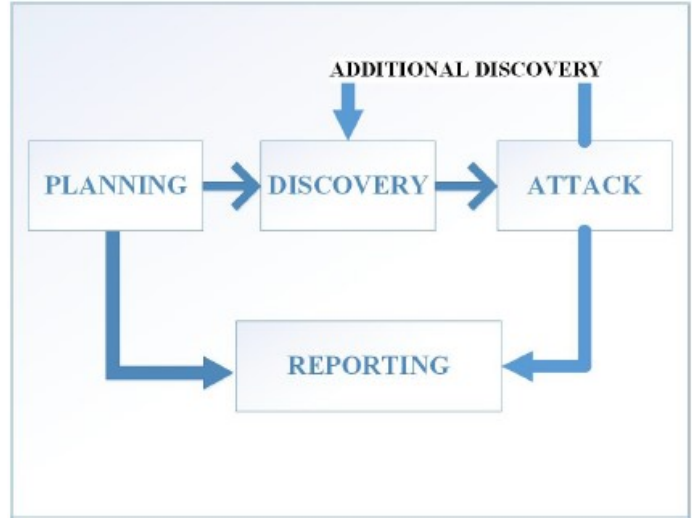 ADDITIONAL DISCOVERY
PLANNING
DISCOVERY
ATTACK
REPORTING